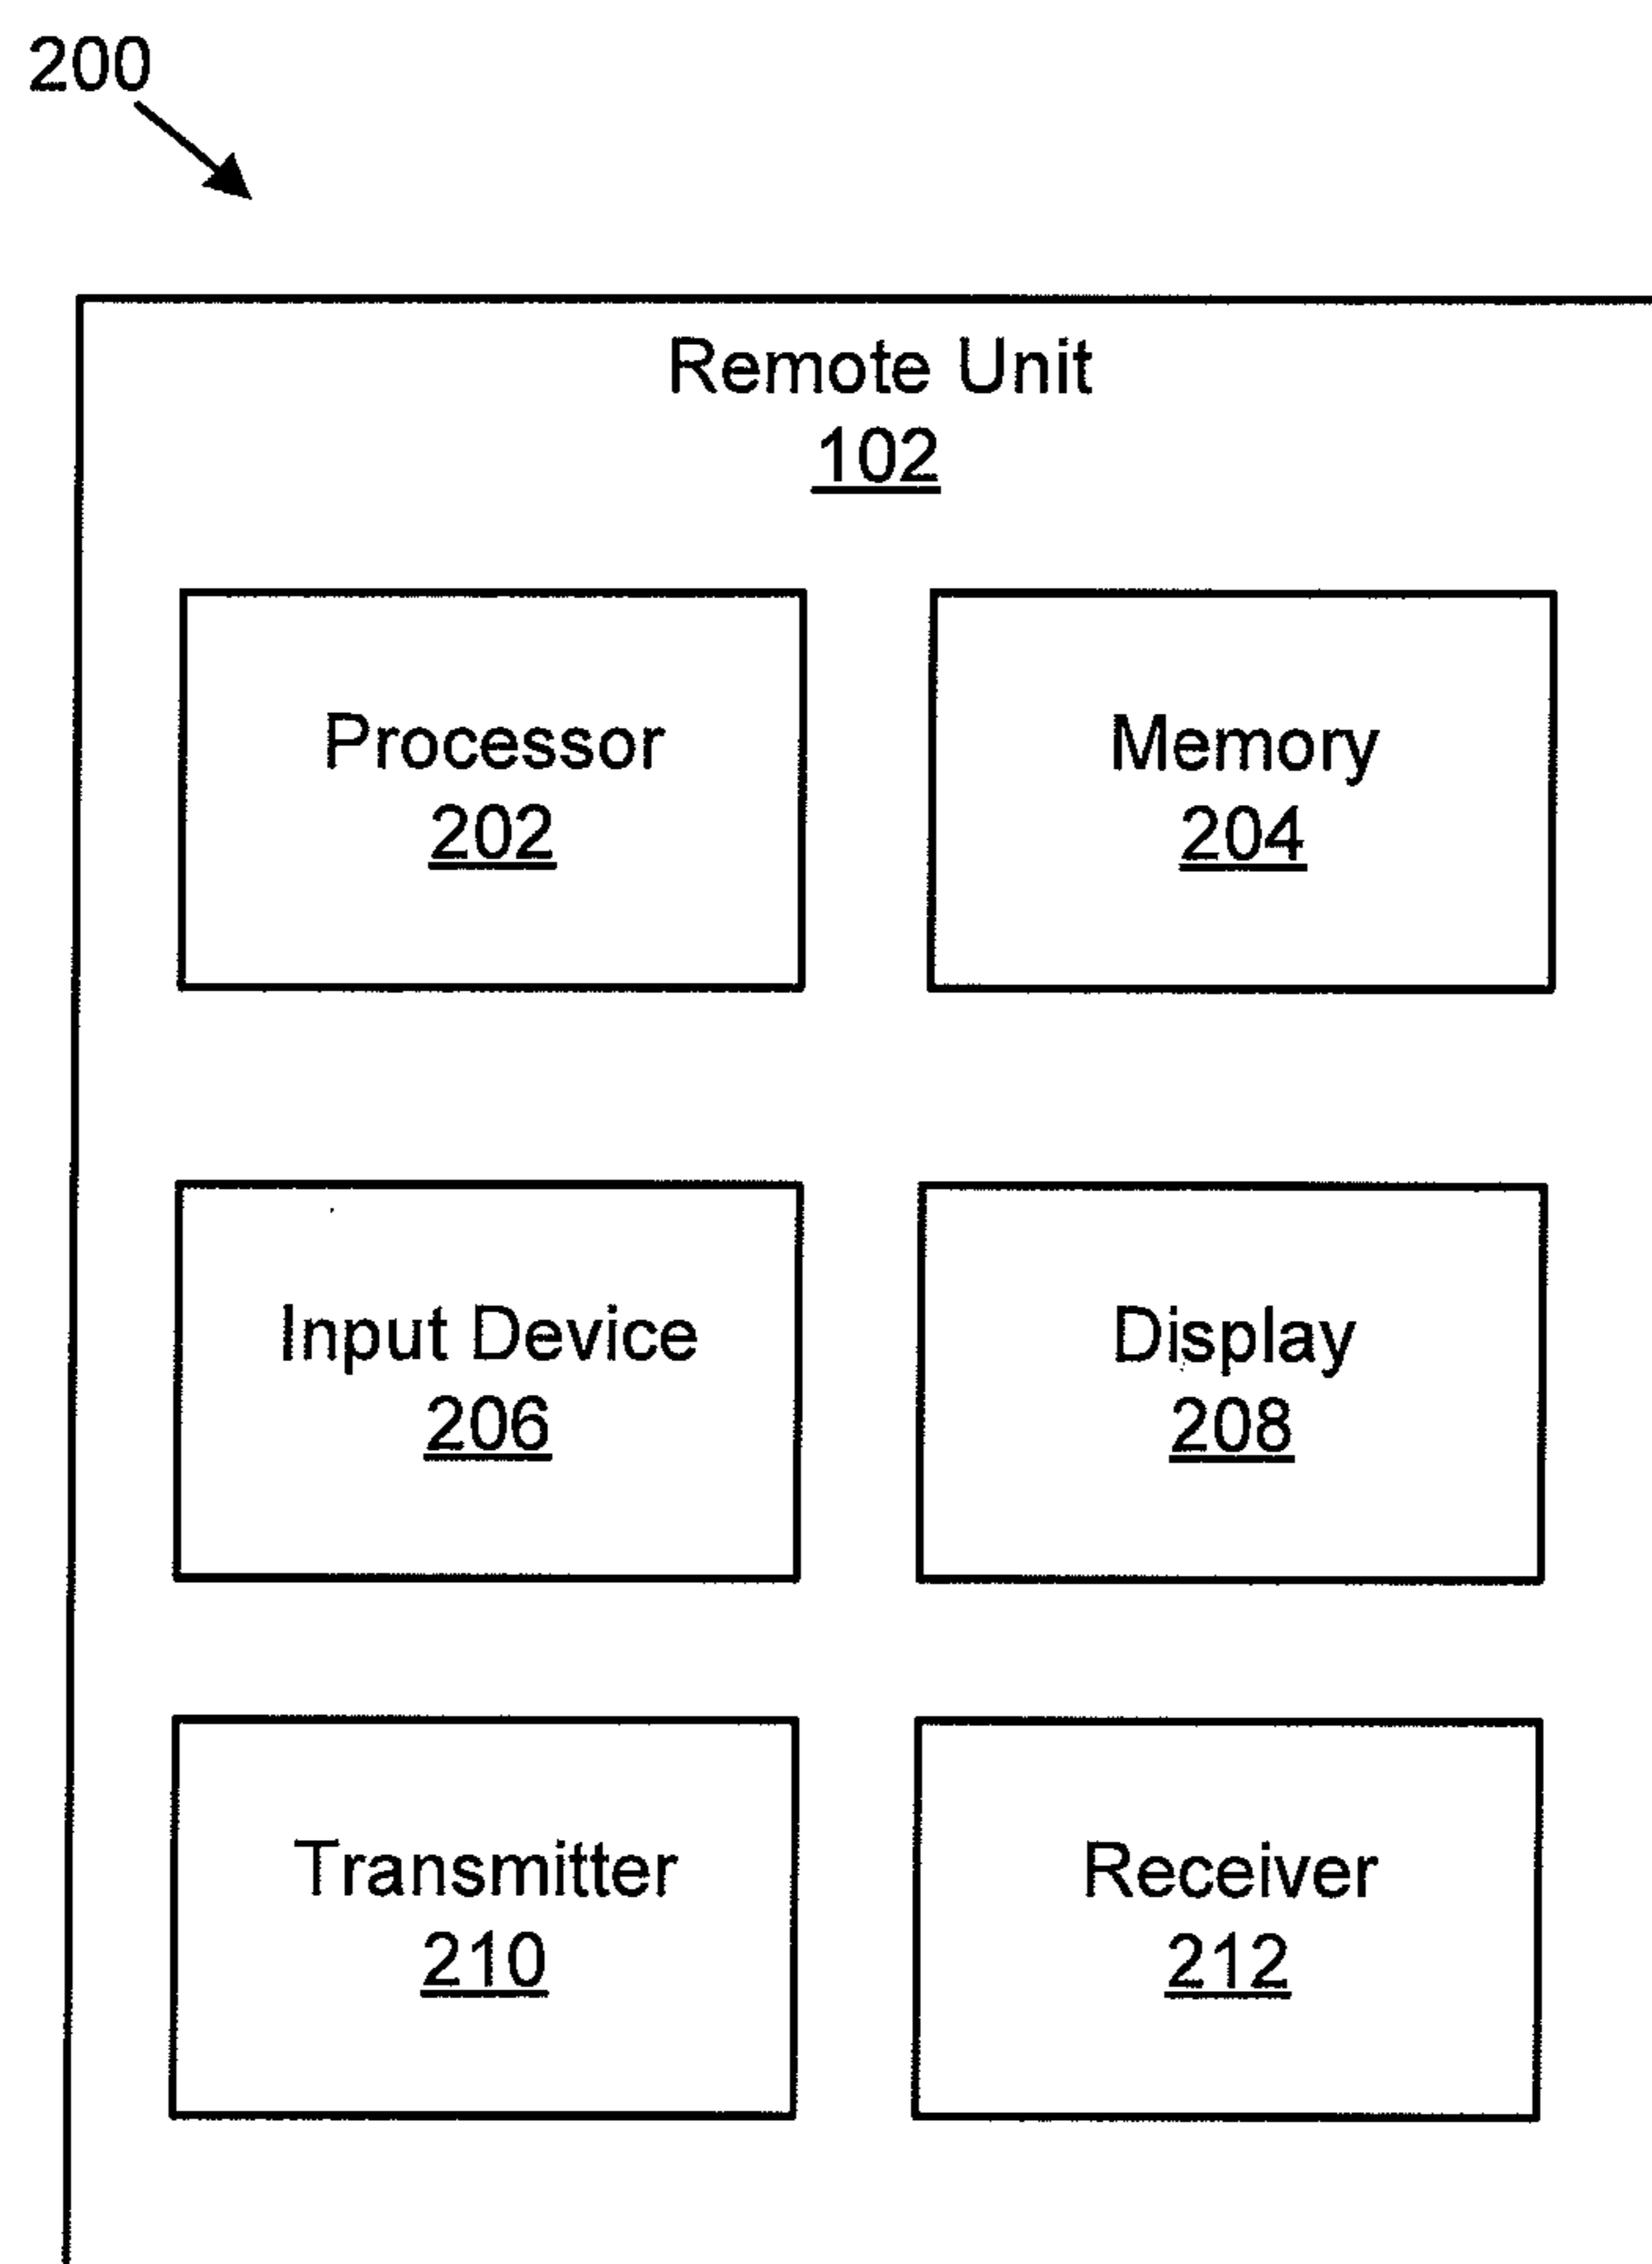 200
Remote Unit
102
Processor
202
Memory
204
Input Device
206
Display
208
Transmitter
210
Receiver
212